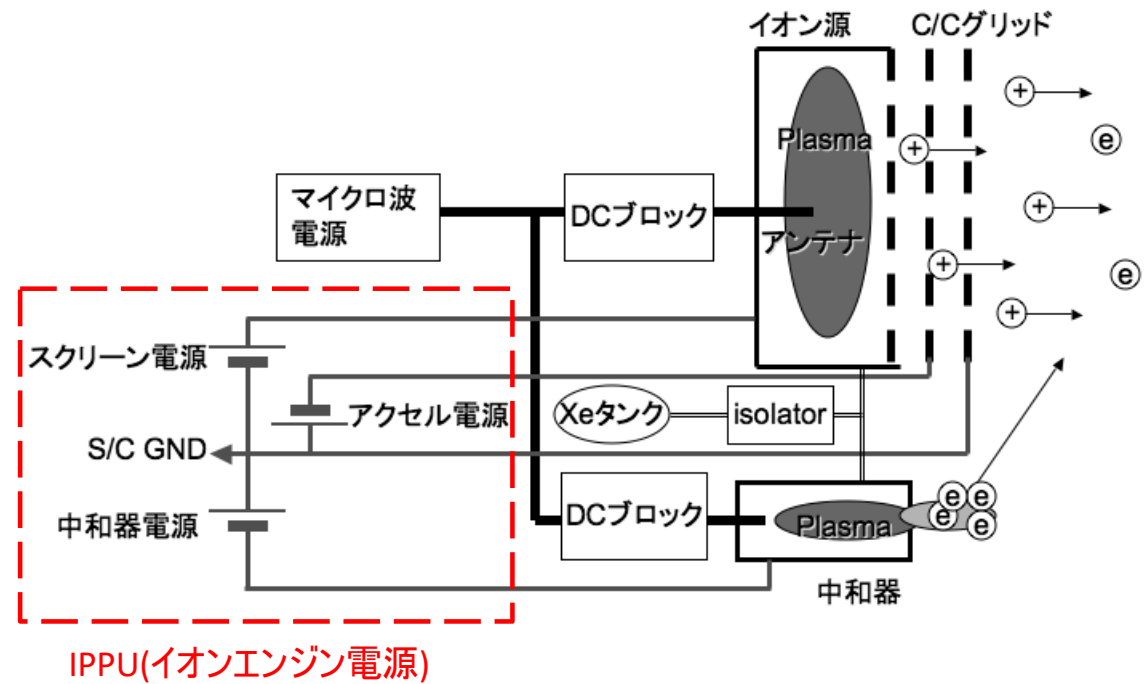 イオン源
C/Cグリッド
Plasma
アンテナ
マイクロ波
電源
DCブロック
+
+
+
+
+
e
e
スクリーン電源
アクセル電源
S/C GND
中和器電源
Xeタンク
isolator
DCブロック
Plasma
e
e
e
e
中和器
IPPU(イオンエンジン電源)